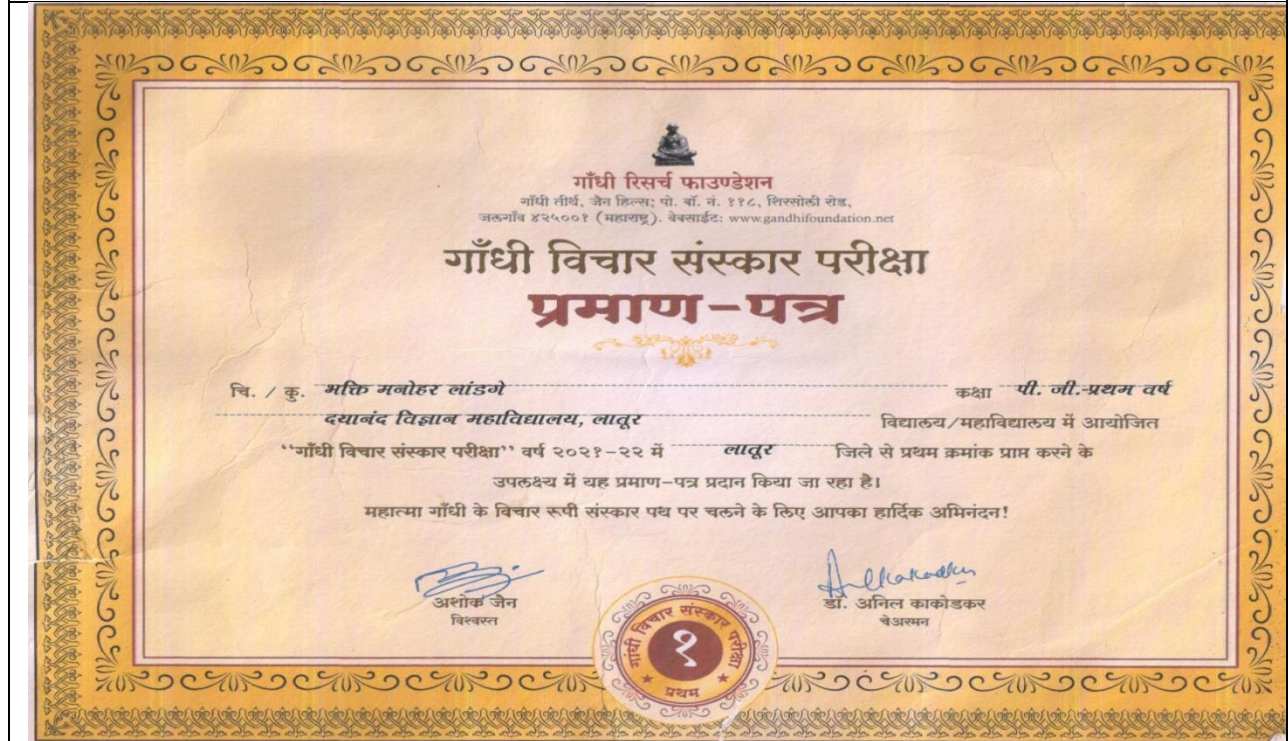 गाँधी रिसर्च फाउण्डेशन
गाँधी तीर्थ, जैन हिल्स; पो. बॉ. नं. ११८, शिरसोली रोड,
जलगाँव ४२५००१ (महाराष्ट्र). वेबसाईट: www.gandhifoundation.net
गाँधी विचार संस्कार परीक्षा
प्रमाण-पत्र
चि. / कु. भक्ति मनोहर लांडगे कक्षा पी. जी.-प्रथम वर्ष
दयानंद विज्ञान महाविद्यालय, लातूर विद्यालय/महाविद्यालय में आयोजित
‘‘गाँधी विचार संस्कार परीक्षा’’ वर्ष २०२१-२२ में लातूर जिले से प्रथम क्रमांक प्राप्त करने के
उपलक्ष्य में यह प्रमाण-पत्र प्रदान किया जा रहा है।
महात्मा गाँधी के विचार रूपी संस्कार पथ पर चलने के लिए आपका हार्दिक अभिनंदन!
अशोक जैन
विश्वस्त
डॉ. अनिल काकोडकर
चेअरमन
गांधी विचार संस्कार परीक्षा
१
प्रथम